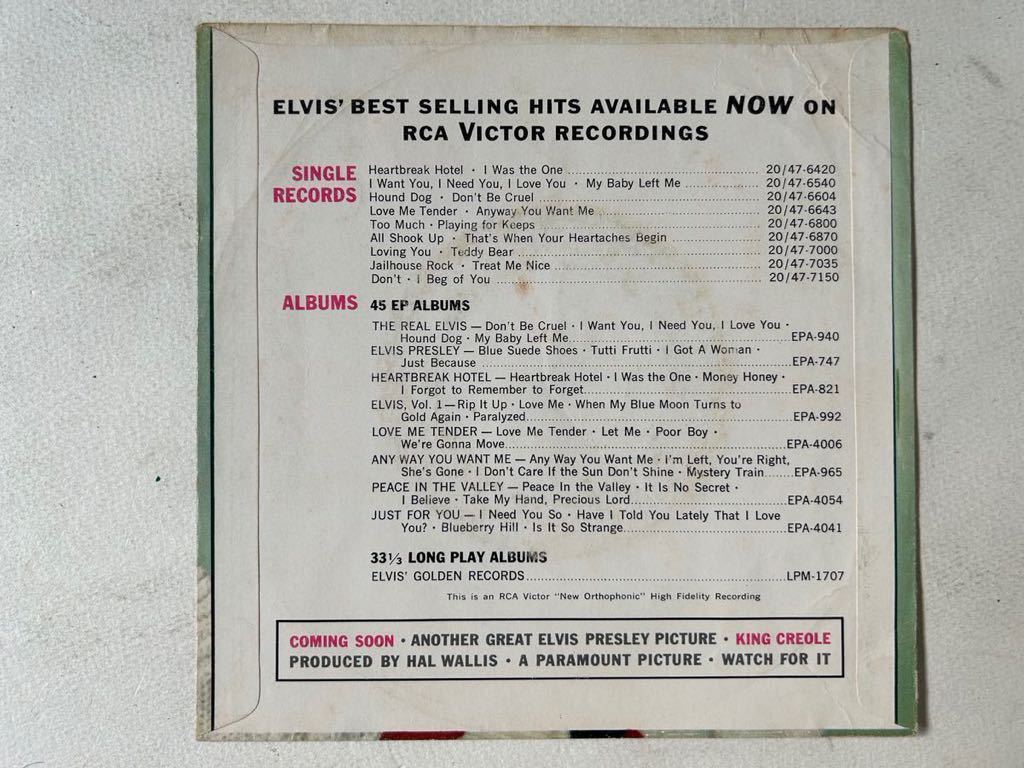 ELVIS' BEST SELLING HITS AVAILABLE NOW ON
RCA VICTOR RECORDINGS
SINGLE RECORDS
Heartbreak Hotel · I Was the One ........ 20/47-6420
I Want You, I Need You, I Love You · My Baby Left Me ........ 20/47-6540
Hound Dog · Don't Be Cruel ........ 20/47-6604
Love Me Tender · Anyway You Want Me ........ 20/47-6643
Too Much · Playing for Keeps ........ 20/47-6800
All Shook Up · That's When Your Heartaches Begin ........ 20/47-6870
Loving You · Teddy Bear ........ 20/47-7000
Jailhouse Rock · Treat Me Nice ........ 20/47-7035
Don't · I Beg of You ........ 20/47-7150
ALBUMS 45 EP ALBUMS
THE REAL ELVIS — Don't Be Cruel · I Want You, I Need You, I Love You ·
Hound Dog · My Baby Left Me ........ EPA-940
ELVIS PRESLEY — Blue Suede Shoes · Tutti Frutti · I Got A Woman ·
Just Because ........ EPA-747
HEARTBREAK HOTEL — Heartbreak Hotel · I Was the One · Money Honey ·
I Forgot to Remember to Forget ........ EPA-821
ELVIS, Vol. 1 — Rip It Up · Love Me · When My Blue Moon Turns to
Gold Again · Paralyzed ........ EPA-992
LOVE ME TENDER — Love Me Tender · Let Me · Poor Boy ·
We're Gonna Move ........ EPA-4006
ANY WAY YOU WANT ME — Any Way You Want Me · I'm Left, You're Right,
She's Gone · I Don't Care If the Sun Don't Shine · Mystery Train ........ EPA-965
PEACE IN THE VALLEY — Peace In the Valley · It Is No Secret ·
I Believe · Take My Hand, Precious Lord ........ EPA-4054
JUST FOR YOU — I Need You So · Have I Told You Lately That I Love
You? · Blueberry Hill · Is It So Strange ........ EPA-4041
33⅓ LONG PLAY ALBUMS
ELVIS' GOLDEN RECORDS ........ LPM-1707
This is an RCA Victor "New Orthophonic" High Fidelity Recording
COMING SOON · ANOTHER GREAT ELVIS PRESLEY PICTURE · KING CREOLE
PRODUCED BY HAL WALLIS · A PARAMOUNT PICTURE · WATCH FOR IT